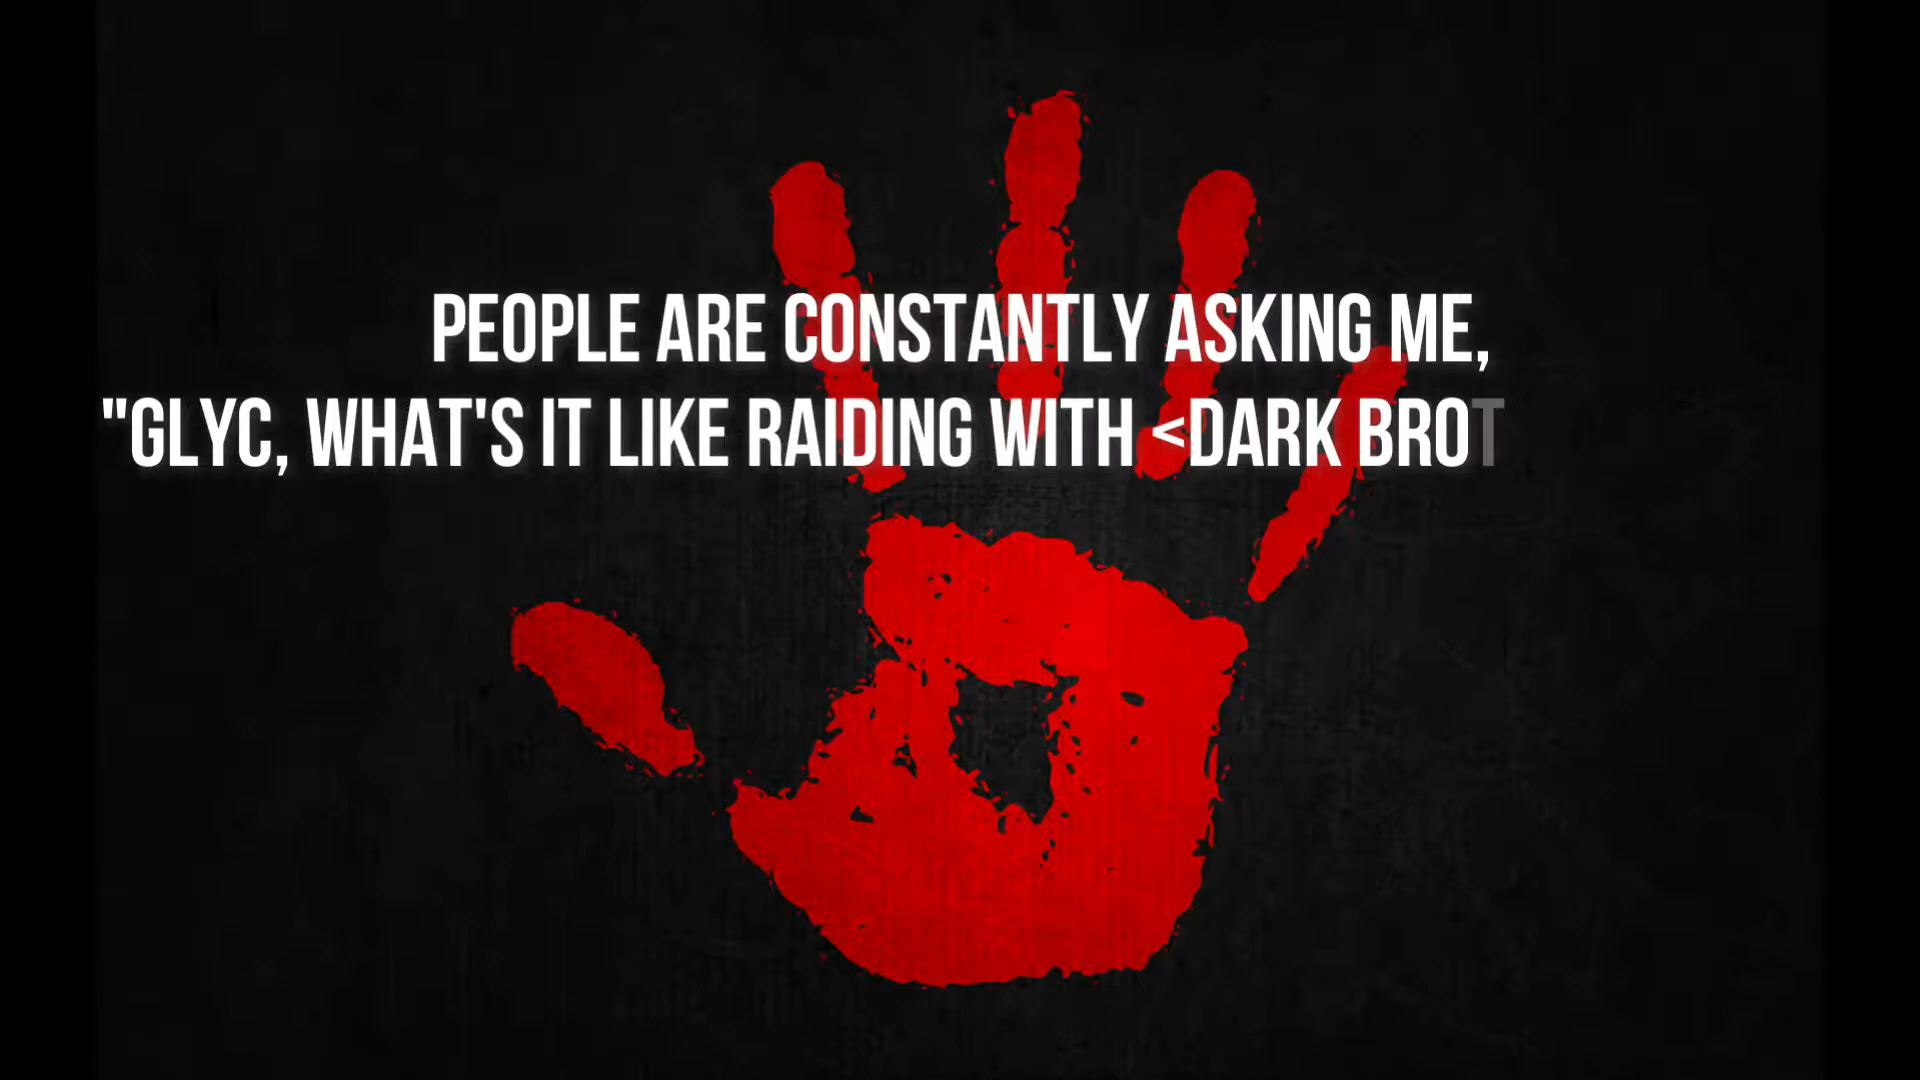 PEOPLE ARE CONSTANTLY ASKING ME,
"GLYC, WHAT'S IT LIKE RAIDING WITH <DARK BROT